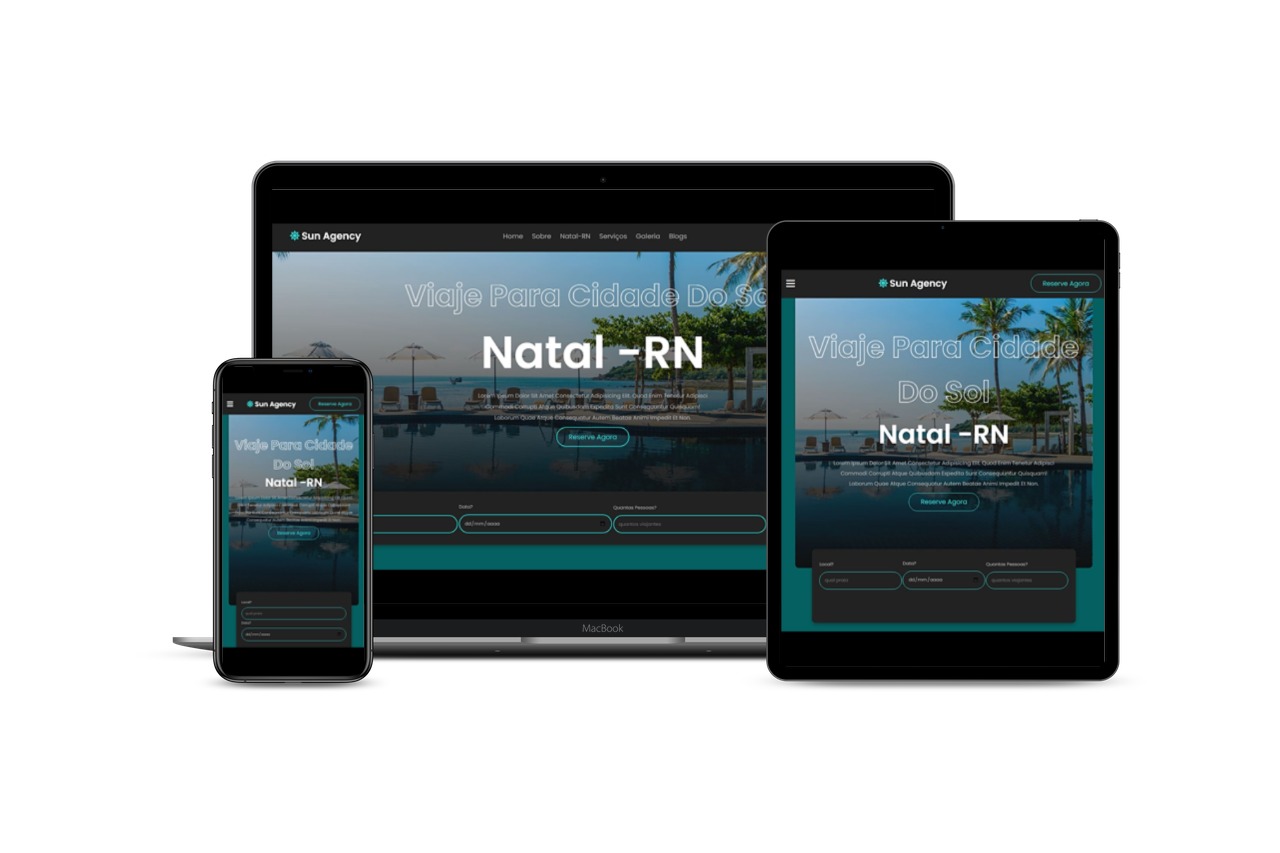 Sun Agency
Home Sobre Natal-RN Serviços Galeria Blogs
Viaje Para Cidade Do So
Natal -RN
Lorem Ipsum Dolor Sit Amet Consectetur Adipisicing Elit. Quod Enim Tenetur Adipisci
Commodi Corrupti Atque Quibusdam Expedita Sunt Consequuntur Quisquam!
Laborum Quae Atque Consequatur Autem Beatae Animi Impedit Et Non.
Reserve Agora
Data? Quantas Pessoas?
dd/mm/aaaa quantos viajantes
MacBook
Sun Agency Reserve Agora
Viaje Para Cidade
Do Sol
Natal -RN
Lorem Ipsum Dolor Sit Amet Consectetur Adipisicing Elit. Quod Enim Tenetur Adipisci
Commodi Corrupti Atque Quibusdam Expedita Sunt Consequuntur Quisquam!
Laborum Quae Atque Consequatur Autem Beatae Animi Impedit Et Non.
Reserve Agora
Local? Data? Quantas Pessoas?
dd/mm/aaaa quantos viajantes
Sun Agency Reserve Agora
Viaje Para Cidade
Do Sol
Natal -RN
Reserve Agora
Local?
Data?
dd/mm/aaaa